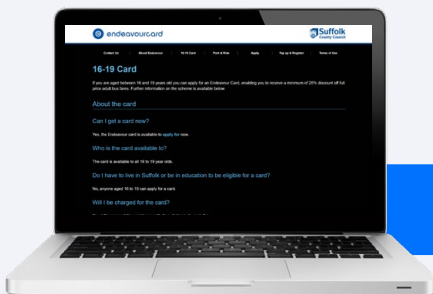 endeavourcard
Suffolk
County Council
Contact Us
About Endeavour
16-19 Card
Park & Ride
Apply
Top up & Register
Terms of Use
16-19 Card
If you are aged between 16 and 19 years old you can apply for an Endeavour Card, enabling you to receive a minimum of 25% discount off full
price adult bus fares. Further information on the scheme is available below.
About the card
Can I get a card now?
Yes, the Endeavour card is available to apply for now.
Who is the card available to?
The card is available to all 16 to 19 year olds.
Do I have to live in Suffolk or be in education to be eligible for a card?
No, anyone aged 16 to 19 can apply for a card.
Will I be charged for the card?